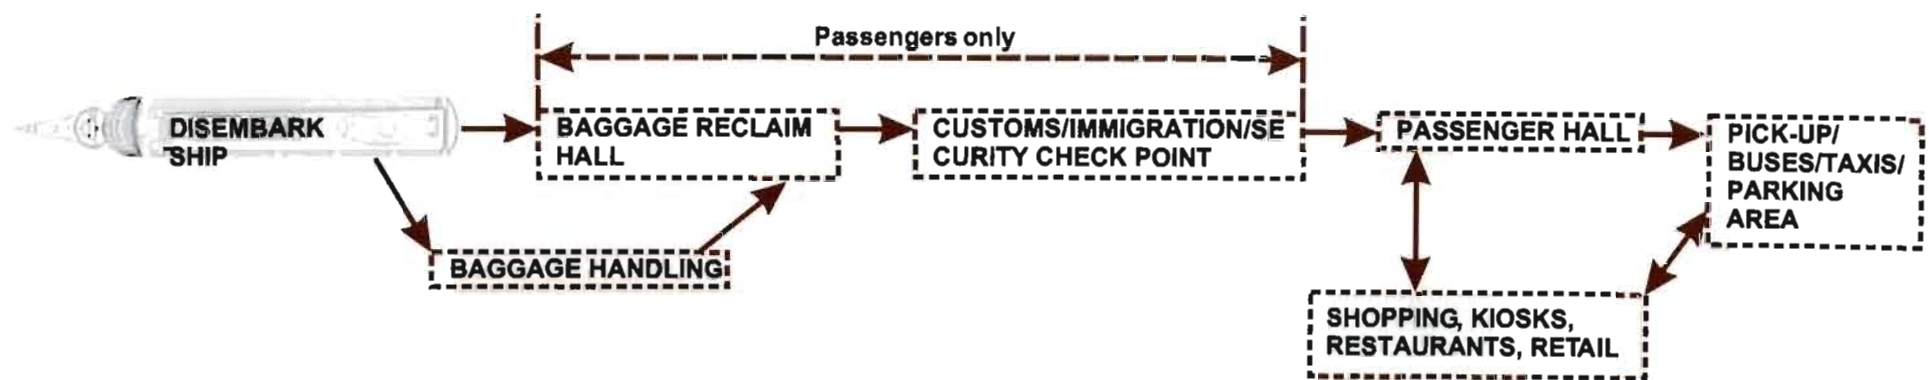 Passengers only
DISEMBARK
SHIP
BAGGAGE RECLAIM
HALL
CUSTOMS/IMMIGRATION/SE
CURITY CHECK POINT
PASSENGER HALL
PICK-UP/
BUSES/TAXIS/
PARKING
AREA
BAGGAGE HANDLING
SHOPPING, KIOSKS,
RESTAURANTS, RETAIL